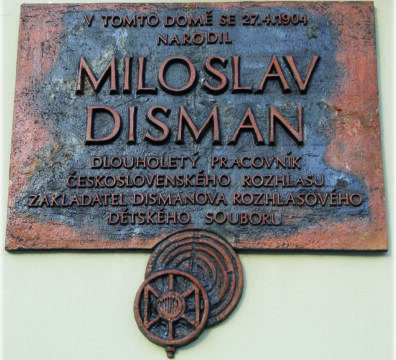 V TOMTO DOMĚ SE 27.4.1904
NARODIL
MILOSLAV
DISMAN
DLOUHOLETÝ PRACOVNÍK
ČESKOSLOVENSKÉHO ROZHLASU
ZAKLADATEL DISMANOVA ROZHLASOVÉHO
DĚTSKÉHO SOUBORU